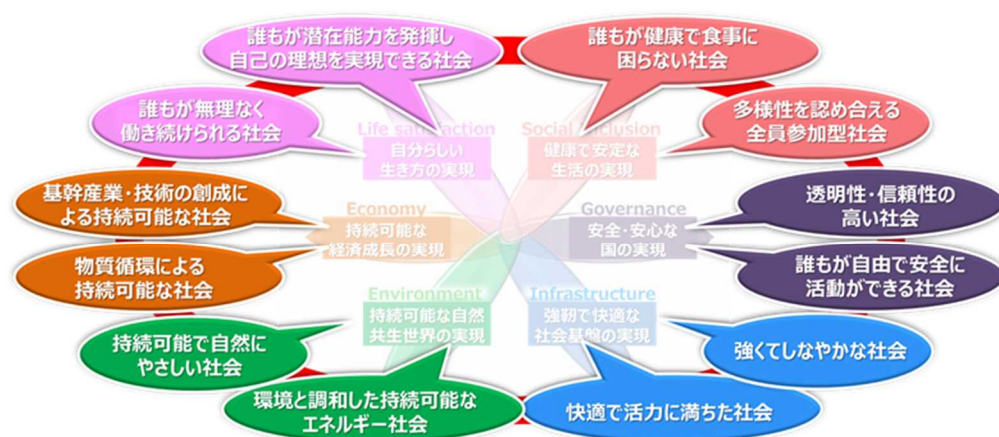 誰もが潜在能力を発揮し
自己の理想を実現できる社会
誰もが健康で食事に
困らない社会
誰もが無理なく
働き続けられる社会
多様性を認め合える
全員参加型社会
Life satisfaction
自分らしい
生き方の実現
Social Inclusion
健康で安定な
生活の実現
基幹産業・技術の創成に
よる持続可能な社会
透明性・信頼性の
高い社会
Economy
持続可能な
経済成長の実現
Governance
安全・安心な
国の実現
物質循環による
持続可能な社会
誰もが自由で安全に
活動ができる社会
Environment
持続可能な自然
共生世界の実現
Infrastructure
強靭で快適な
社会基盤の実現
持続可能で自然に
やさしい社会
強くてしなやかな社会
環境と調和した持続可能な
エネルギー社会
快適で活力に満ちた社会